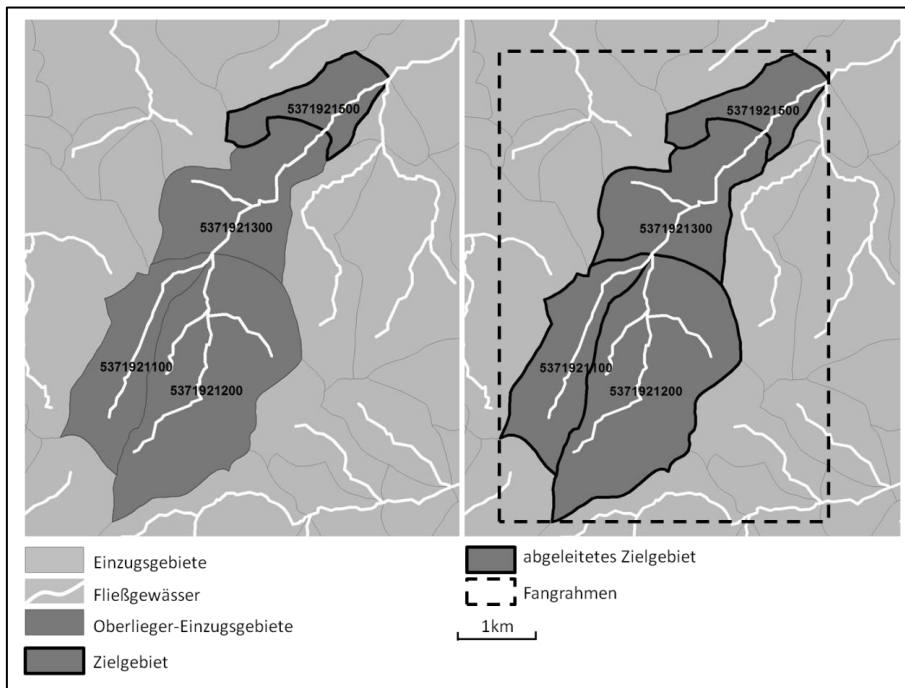 5371921500
5371921300
5371921100
5371921200
5371921500
5371921300
5371921100
5371921200
Einzugsgebiete
Fließgewässer
Oberlieger-Einzugsgebiete
Zielgebiet
abgeleitetes Zielgebiet
Fangrahmen
1km